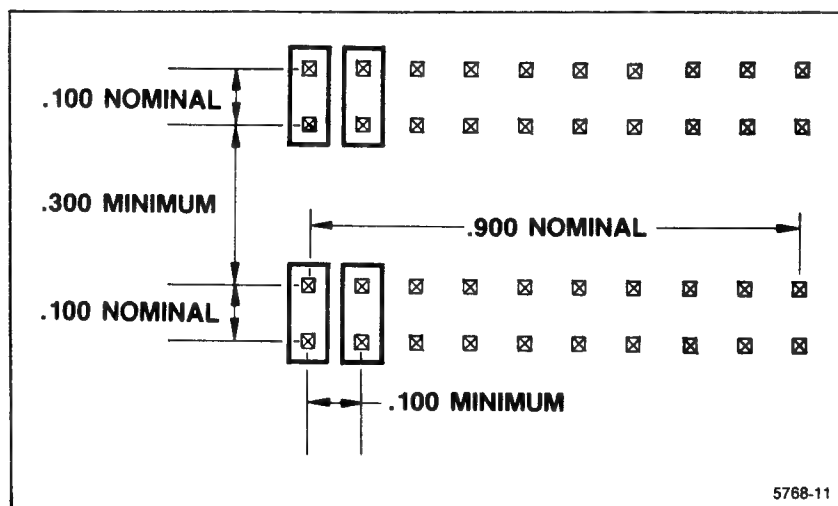 .100 NOMINAL
.300 MINIMUM
.900 NOMINAL
.100 NOMINAL
.100 MINIMUM
5768-11